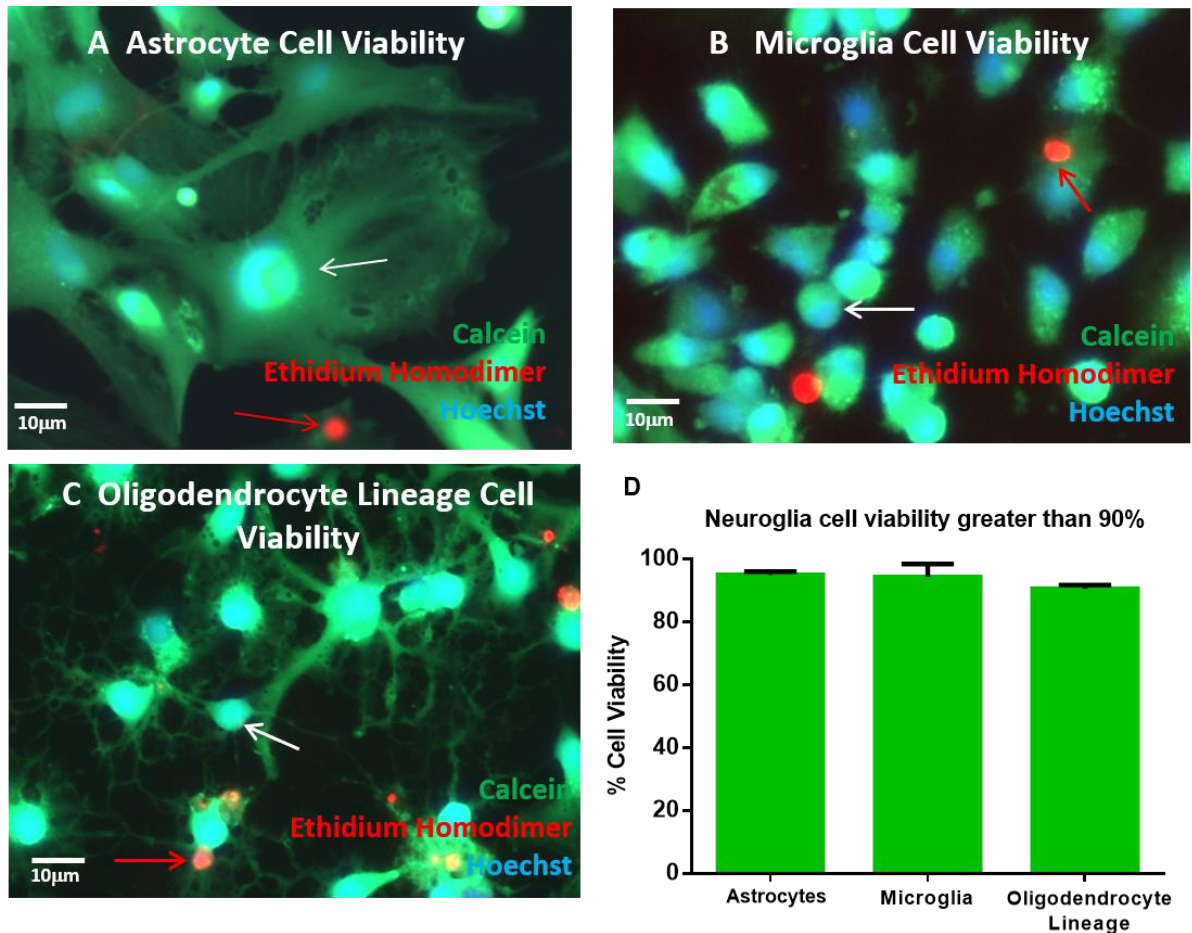 A Astrocyte Cell Viability
Calcein
Ethidium Homodimer
Hoechst
10μm
B Microglia Cell Viability
Calcein
Ethidium Homodimer
Hoechst
10μm
C Oligodendrocyte Lineage Cell
Viability
Calcein
Ethidium Homodimer
Hoechst
10μm
D
Neuroglia cell viability greater than 90%
% Cell Viability
100
80
60
40
20
0
Astrocytes
Microglia
Oligodendrocyte
Lineage